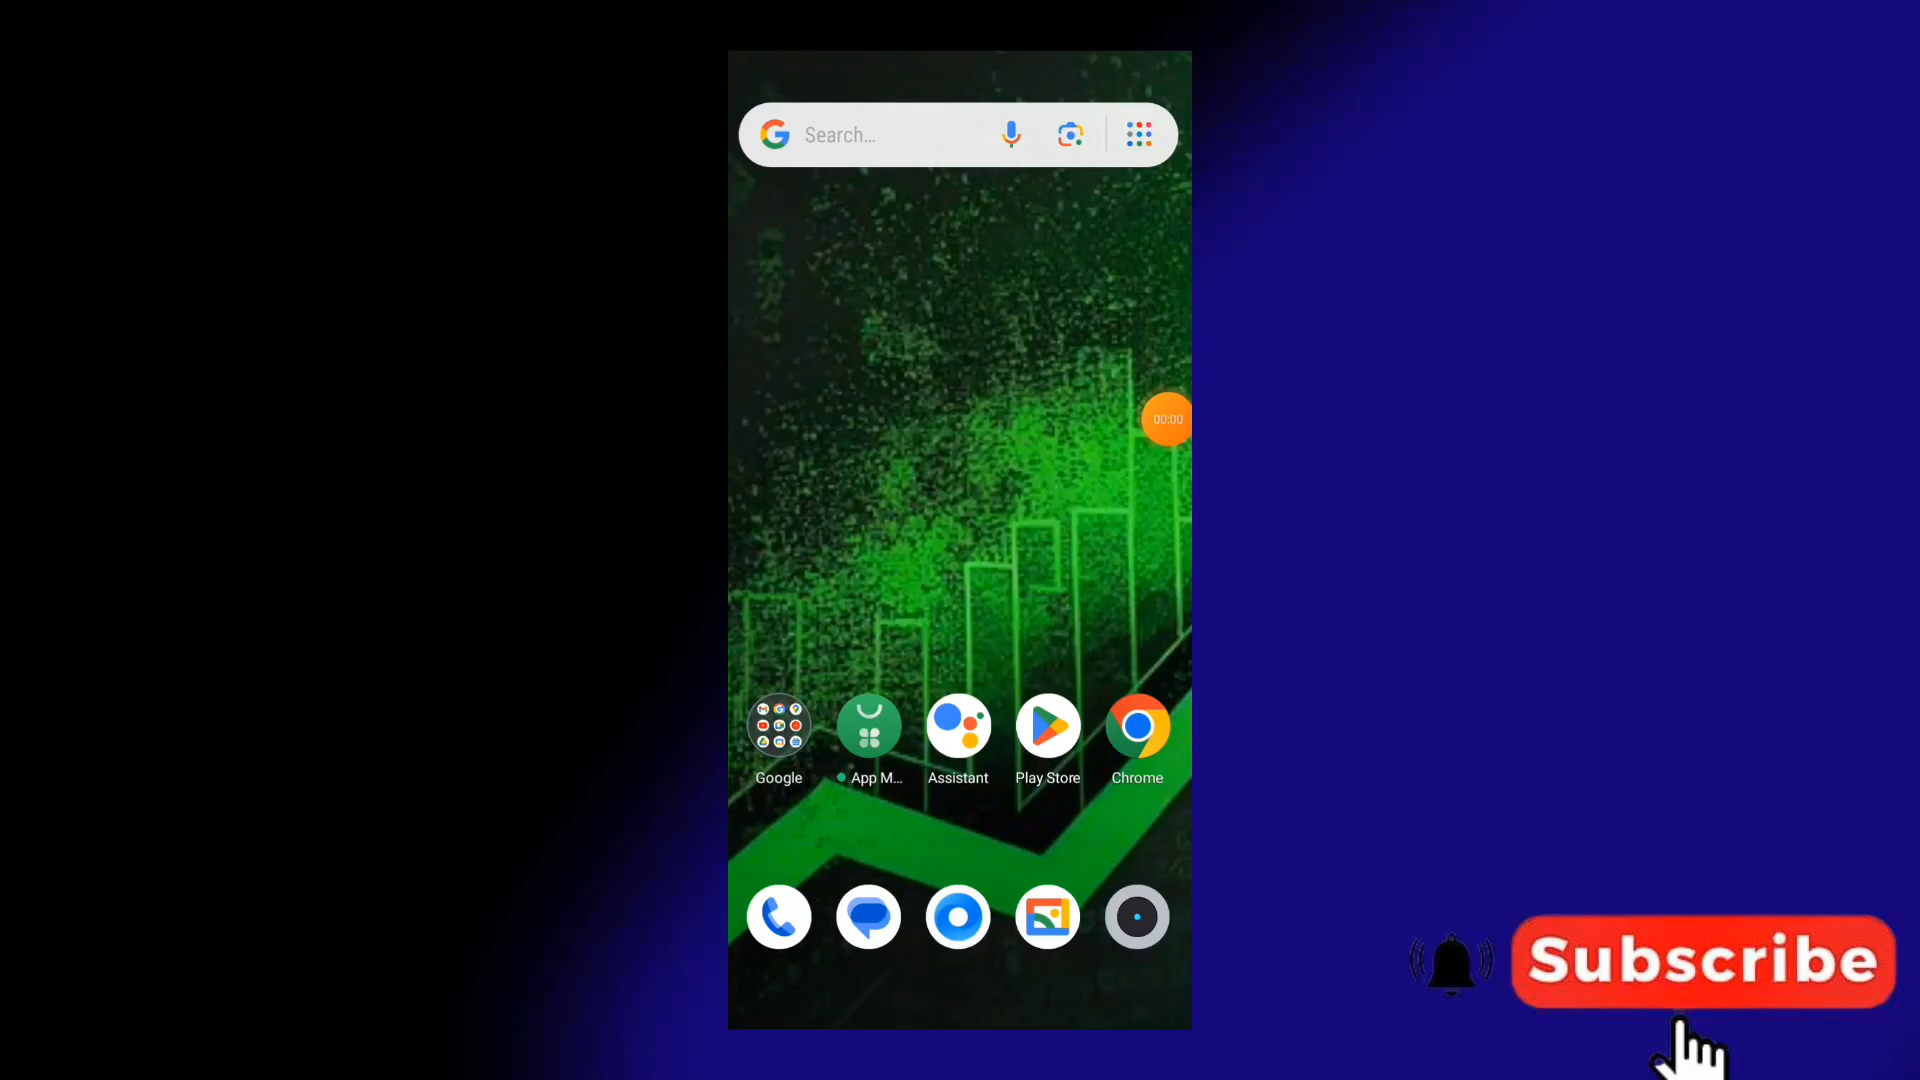 Search...
00:00
Google
App M...
Assistant
Play Store
Chrome
Subscribe